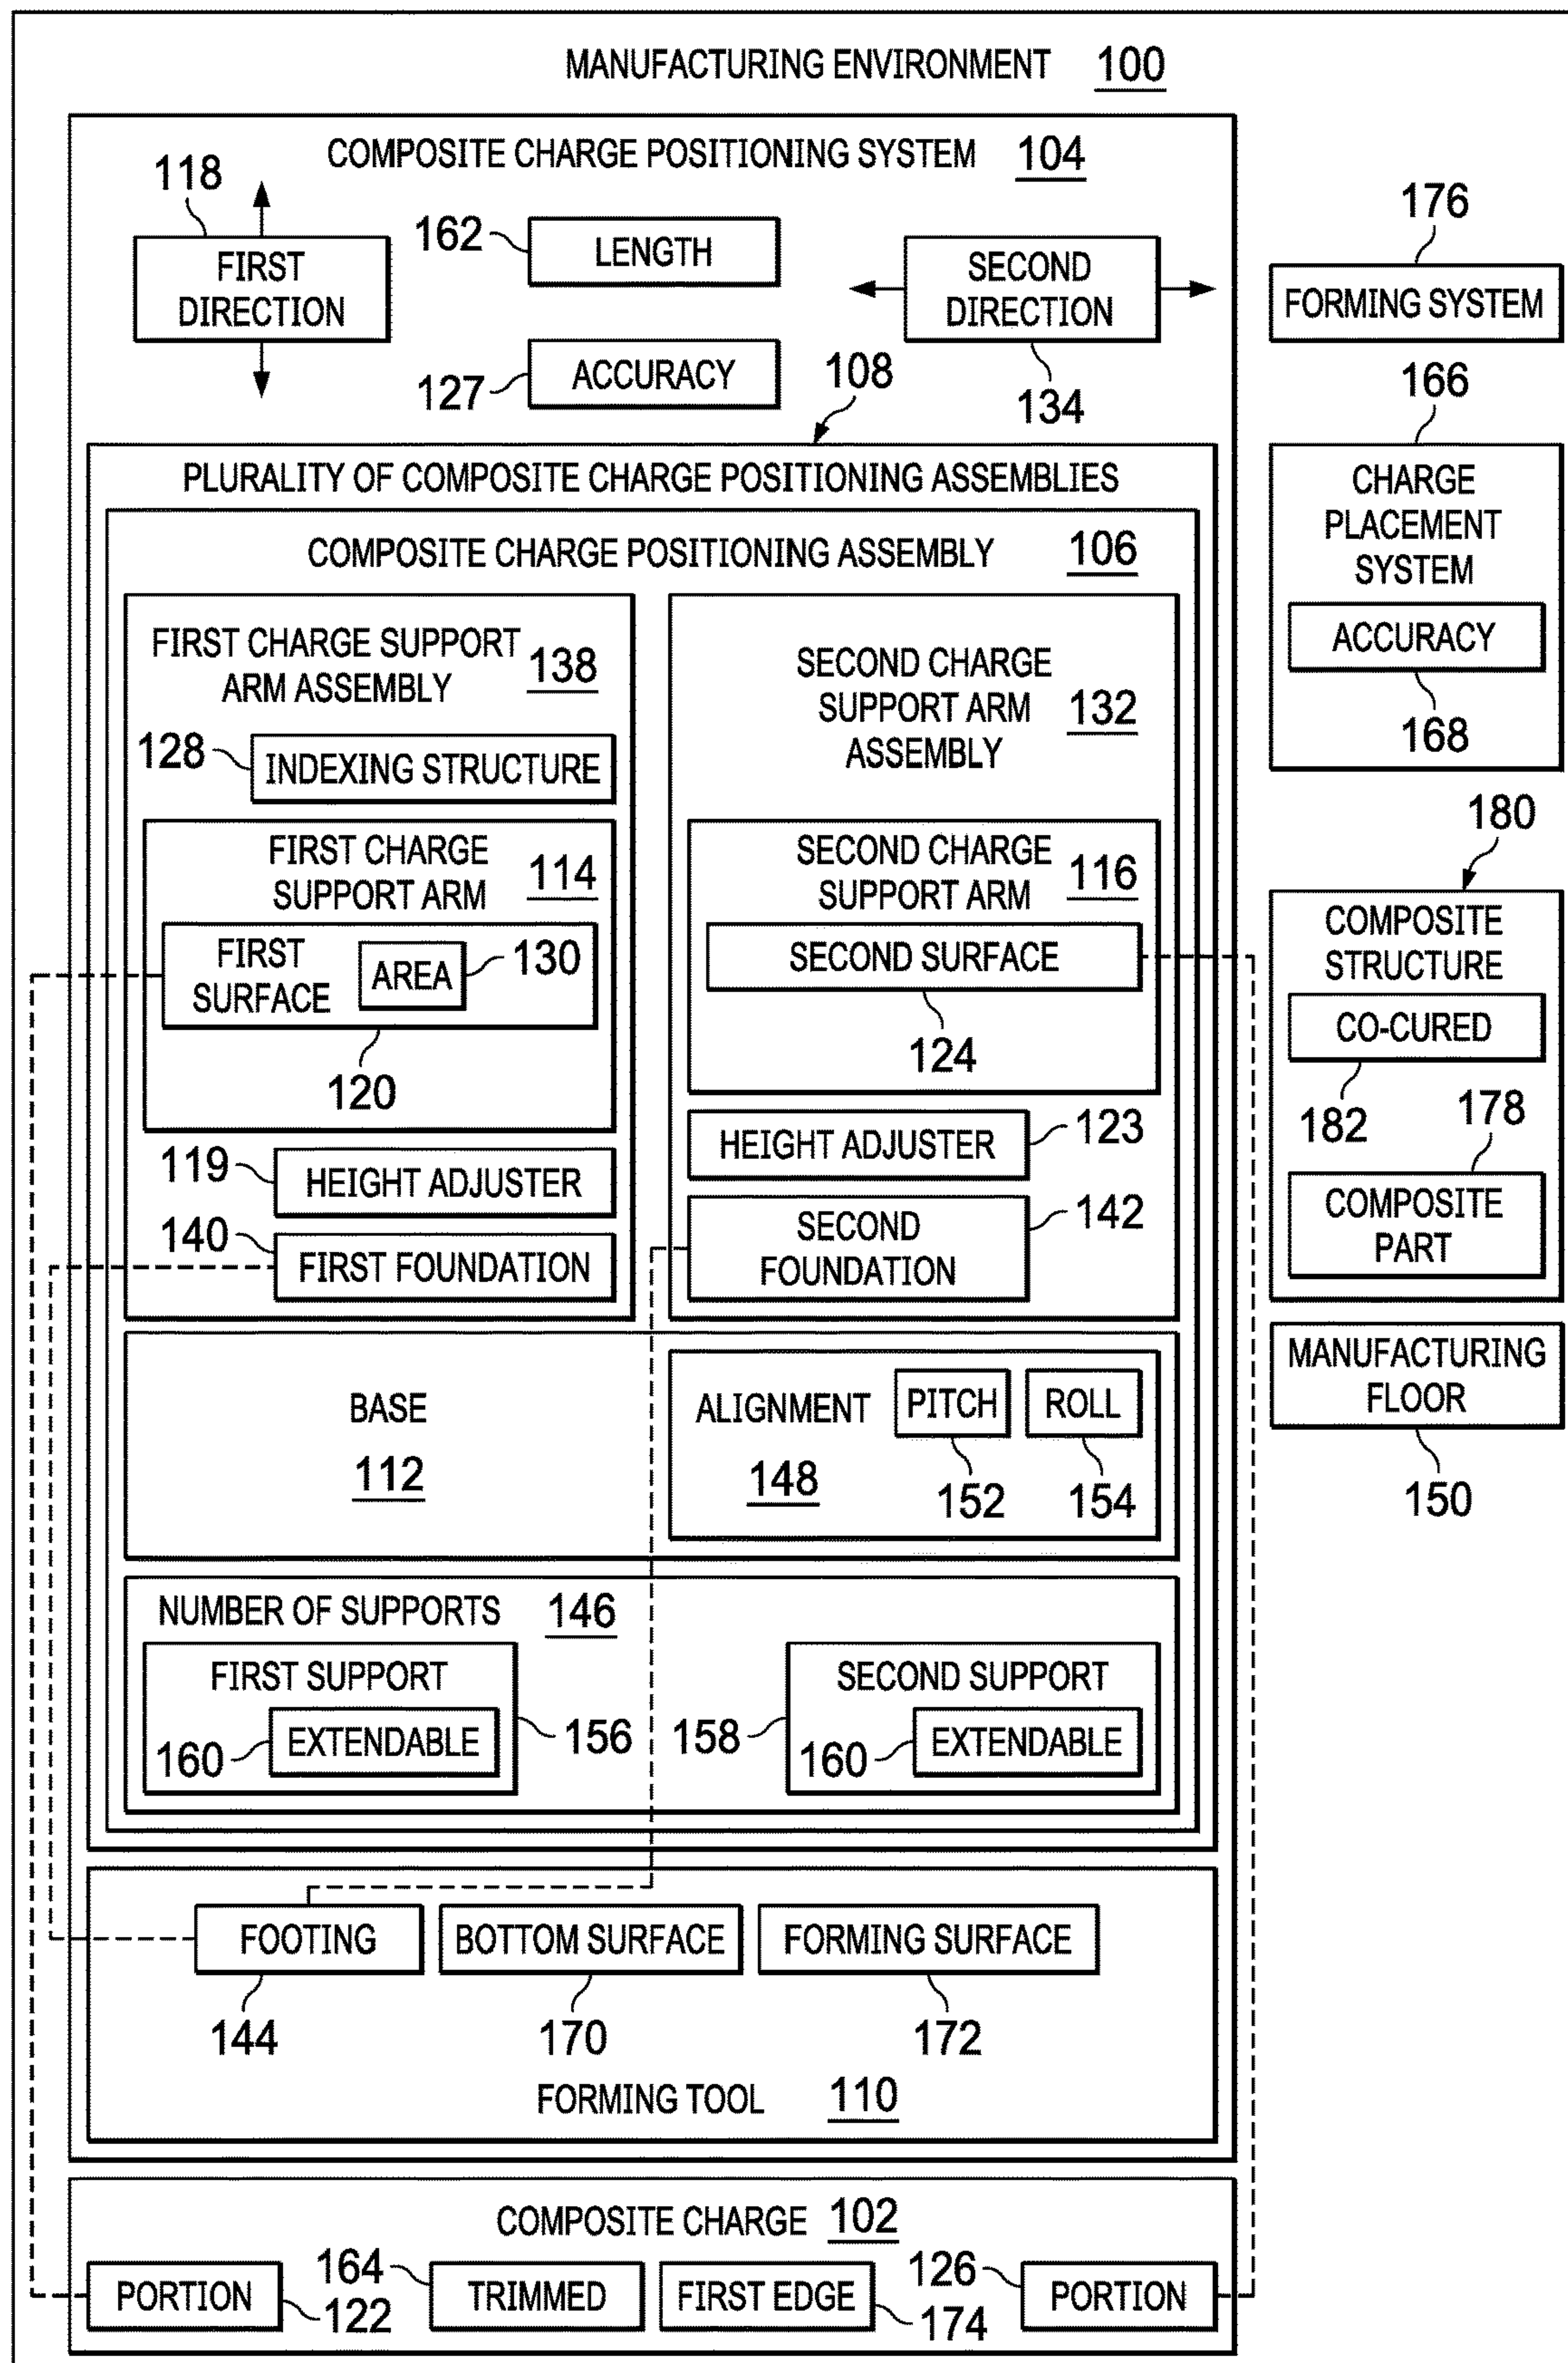 MANUFACTURING ENVIRONMENT 100
COMPOSITE CHARGE POSITIONING SYSTEM 104
118
FIRST
DIRECTION
162
LENGTH
127
ACCURACY
SECOND
DIRECTION
134
108
PLURALITY OF COMPOSITE CHARGE POSITIONING ASSEMBLIES
COMPOSITE CHARGE POSITIONING ASSEMBLY 106
FIRST CHARGE SUPPORT
ARM ASSEMBLY
138
128
INDEXING STRUCTURE
FIRST CHARGE
SUPPORT ARM
114
FIRST
SURFACE
AREA
130
120
119
HEIGHT ADJUSTER
140
FIRST FOUNDATION
SECOND CHARGE
SUPPORT ARM
ASSEMBLY
132
SECOND CHARGE
SUPPORT ARM
116
SECOND SURFACE
124
HEIGHT ADJUSTER
123
SECOND
FOUNDATION
142
BASE
112
ALIGNMENT
148
PITCH
152
ROLL
154
NUMBER OF SUPPORTS 146
FIRST SUPPORT
160
EXTENDABLE
156
SECOND SUPPORT
158
160
EXTENDABLE
FOOTING
144
BOTTOM SURFACE
170
FORMING SURFACE
172
FORMING TOOL 110
COMPOSITE CHARGE 102
PORTION
122
164
TRIMMED
FIRST EDGE
174
126
PORTION
176
FORMING SYSTEM
166
CHARGE
PLACEMENT
SYSTEM
ACCURACY
168
180
COMPOSITE
STRUCTURE
CO-CURED
182
178
COMPOSITE
PART
MANUFACTURING
FLOOR
150